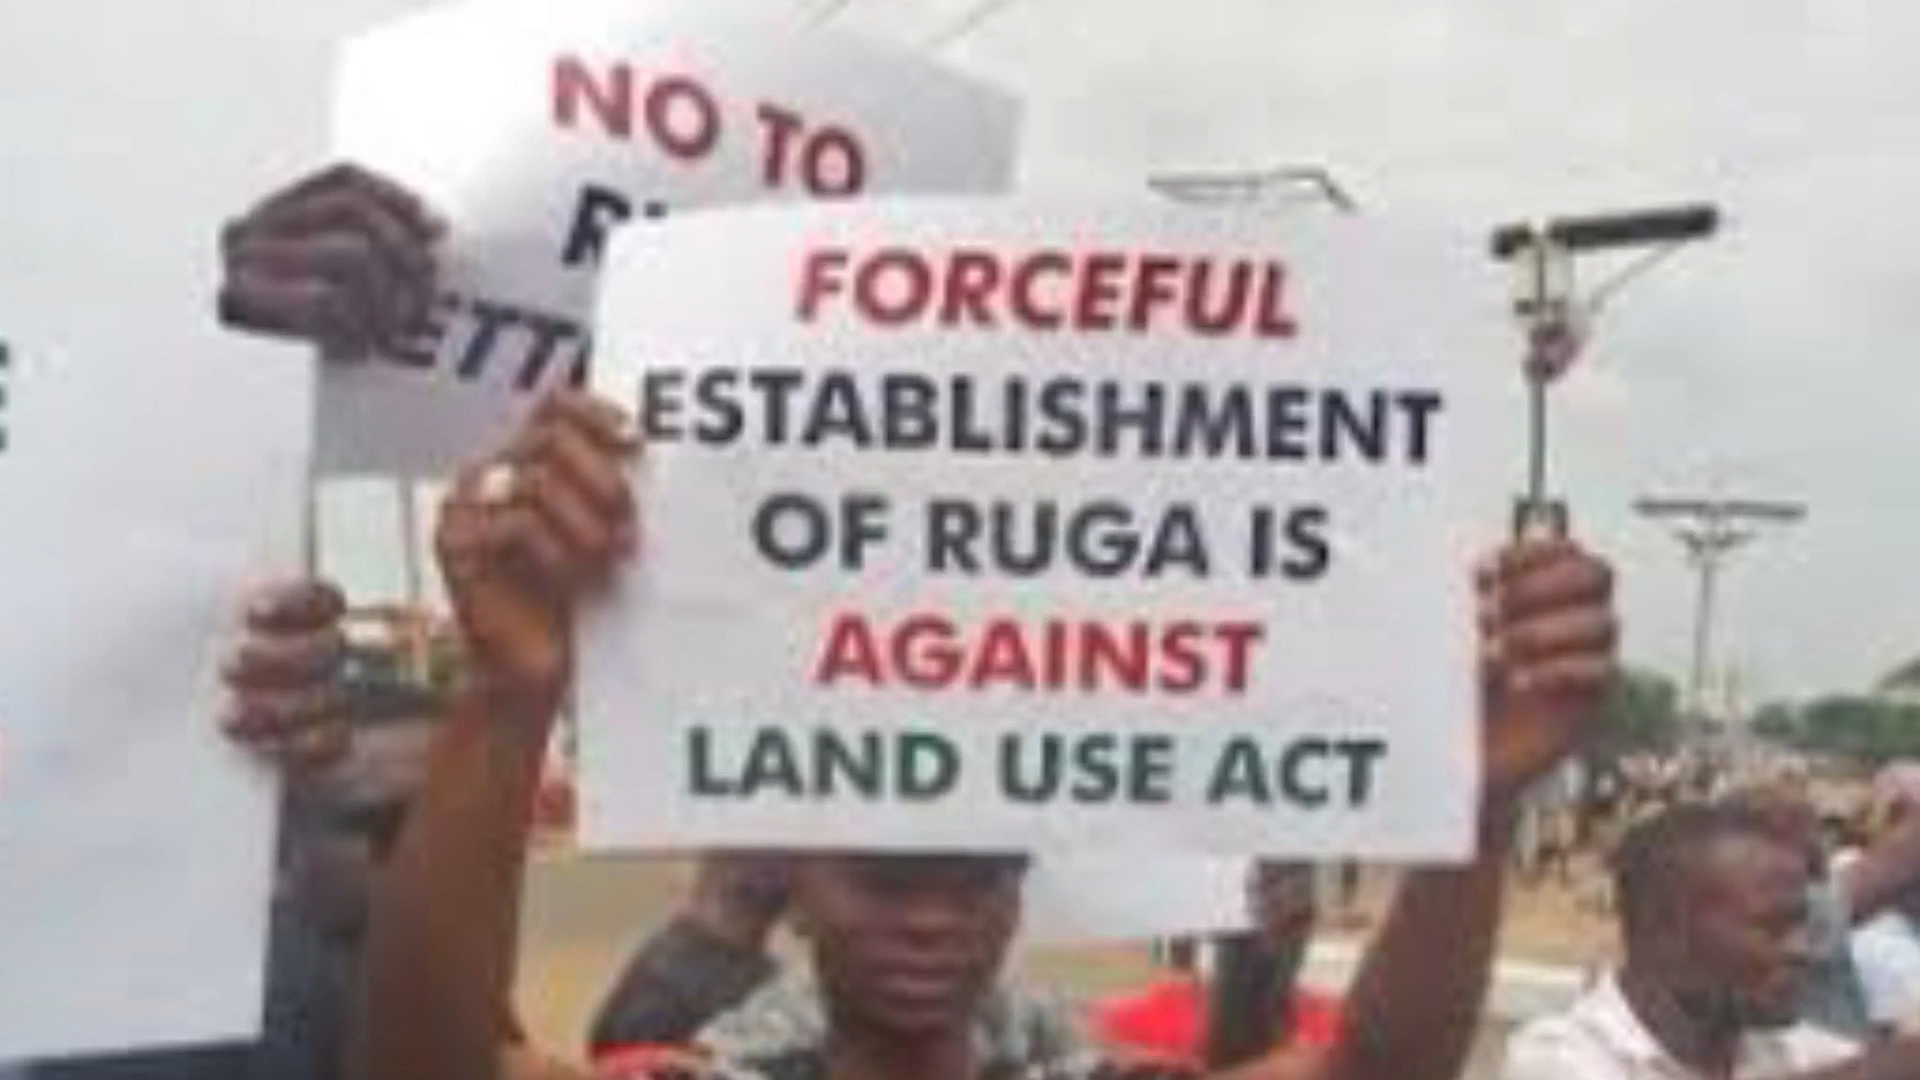 NO TO
FORCEFUL
ESTABLISHMENT
OF RUGA IS
AGAINST
LAND USE ACT